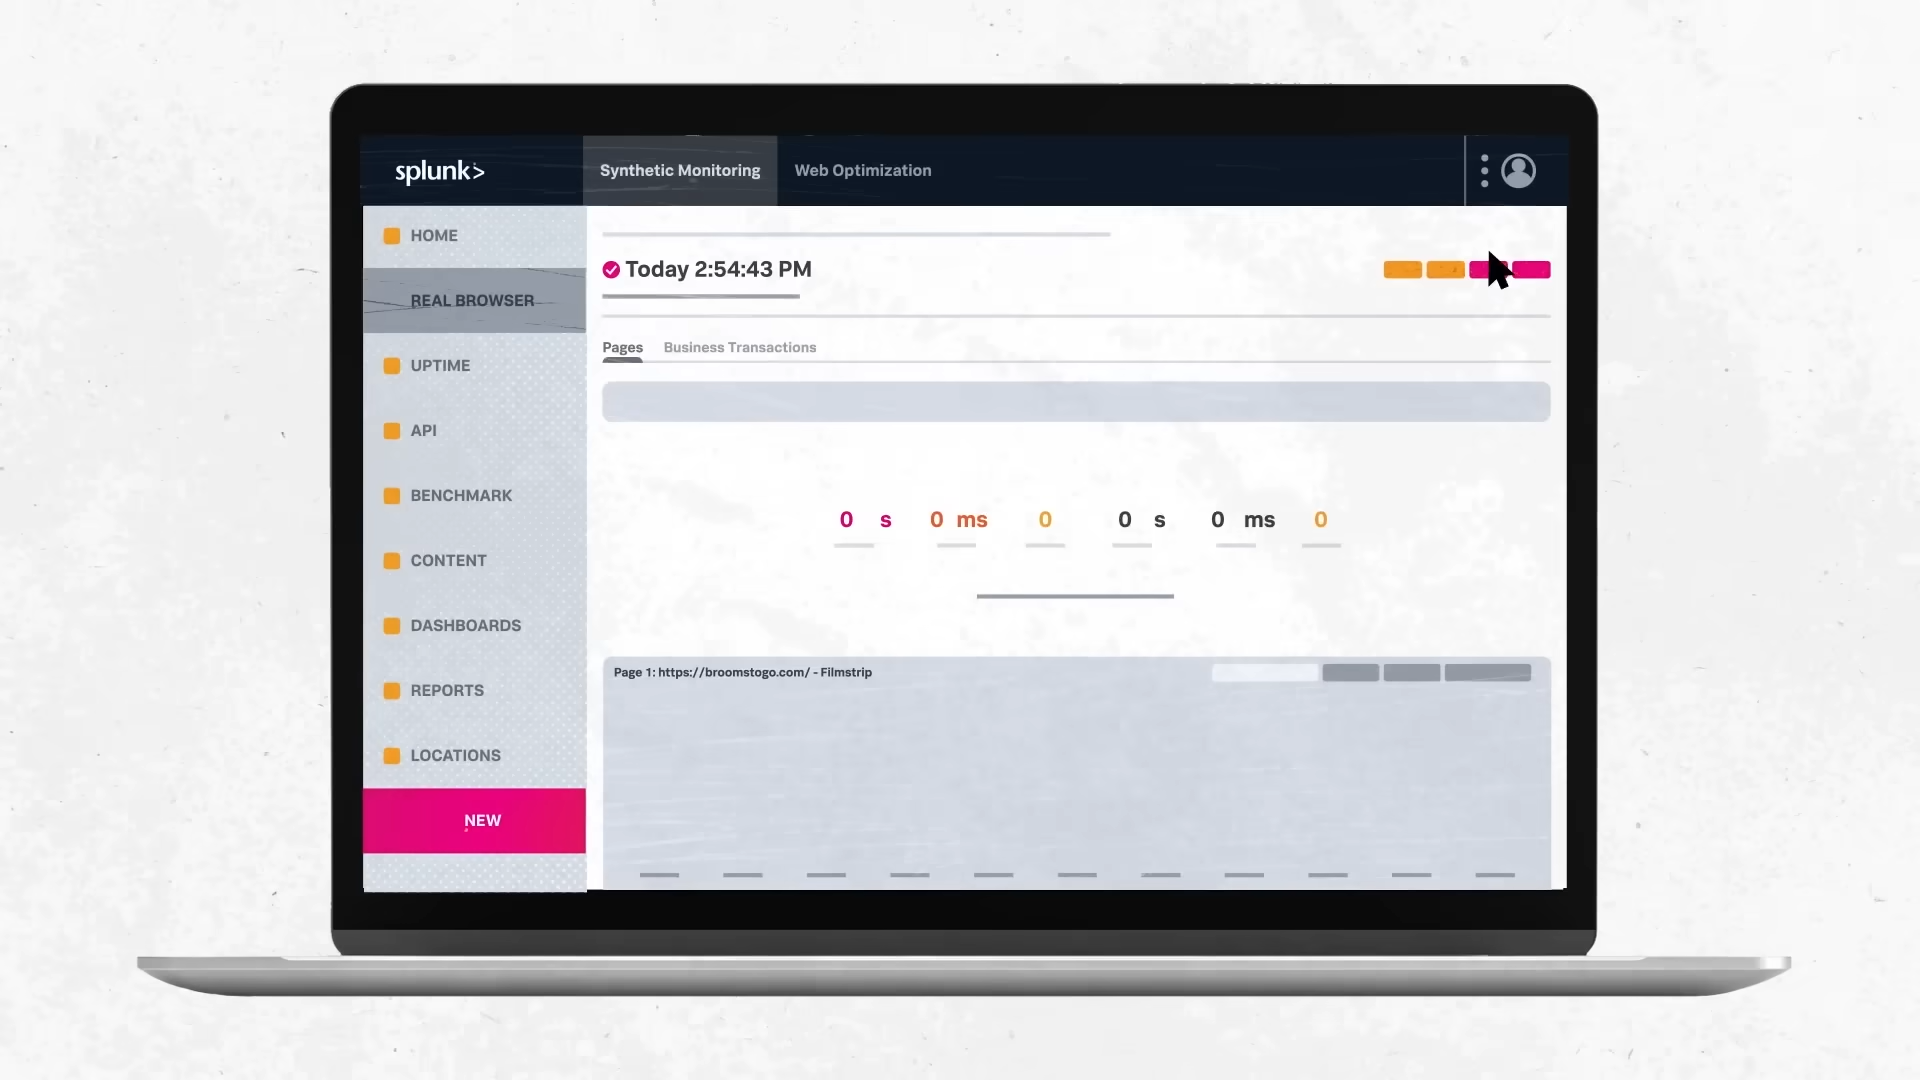 splunk>
Synthetic Monitoring
Web Optimization
HOME
REAL BROWSER
UPTIME
API
BENCHMARK
CONTENT
DASHBOARDS
REPORTS
LOCATIONS
NEW
Today 2:54:43 PM
Pages
Business Transactions
0 s 0 ms 0 0 s 0 ms 0
Page 1: https://broomstogo.com/ - Filmstrip